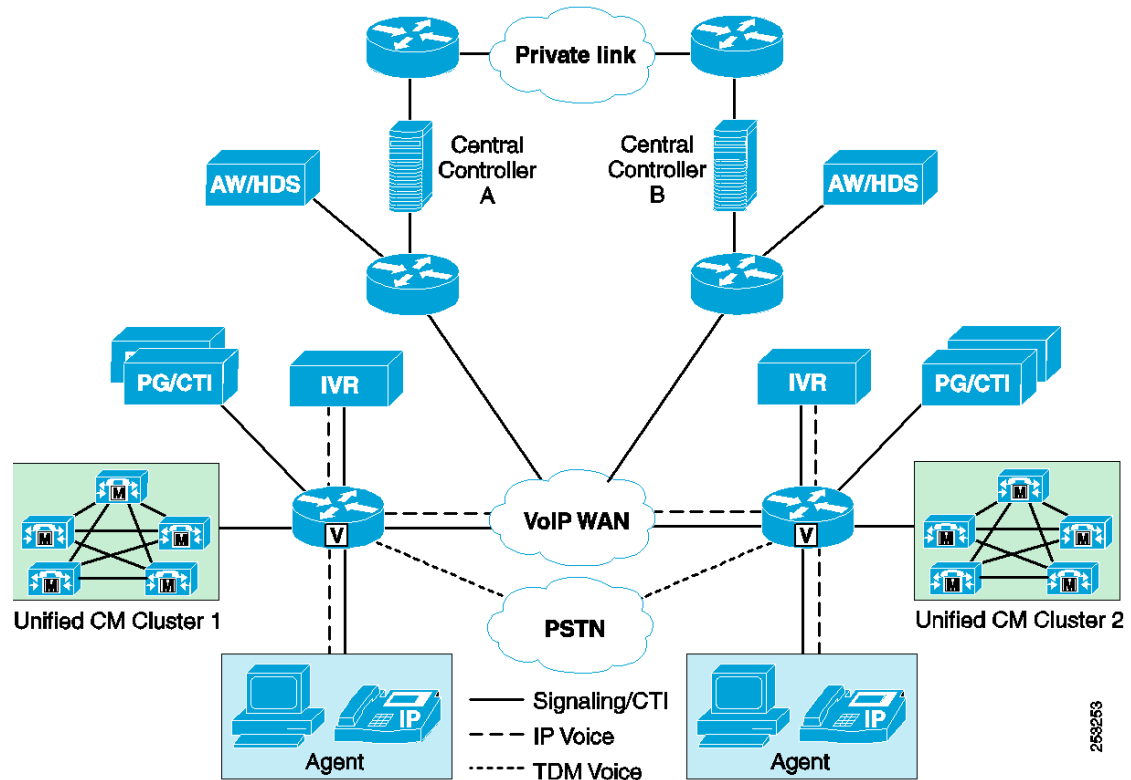 Private link
Central
Controller
A
Central
Controller
B
AW/HDS
AW/HDS
PG/CTI
IVR
IVR
PG/CTI
M
M
M
M
M
V
VoIP WAN
V
M
M
M
M
M
Unified CM Cluster 1
Unified CM Cluster 2
PSTN
IP
Agent
Signaling/CTI
IP Voice
TDM Voice
IP
Agent
253253